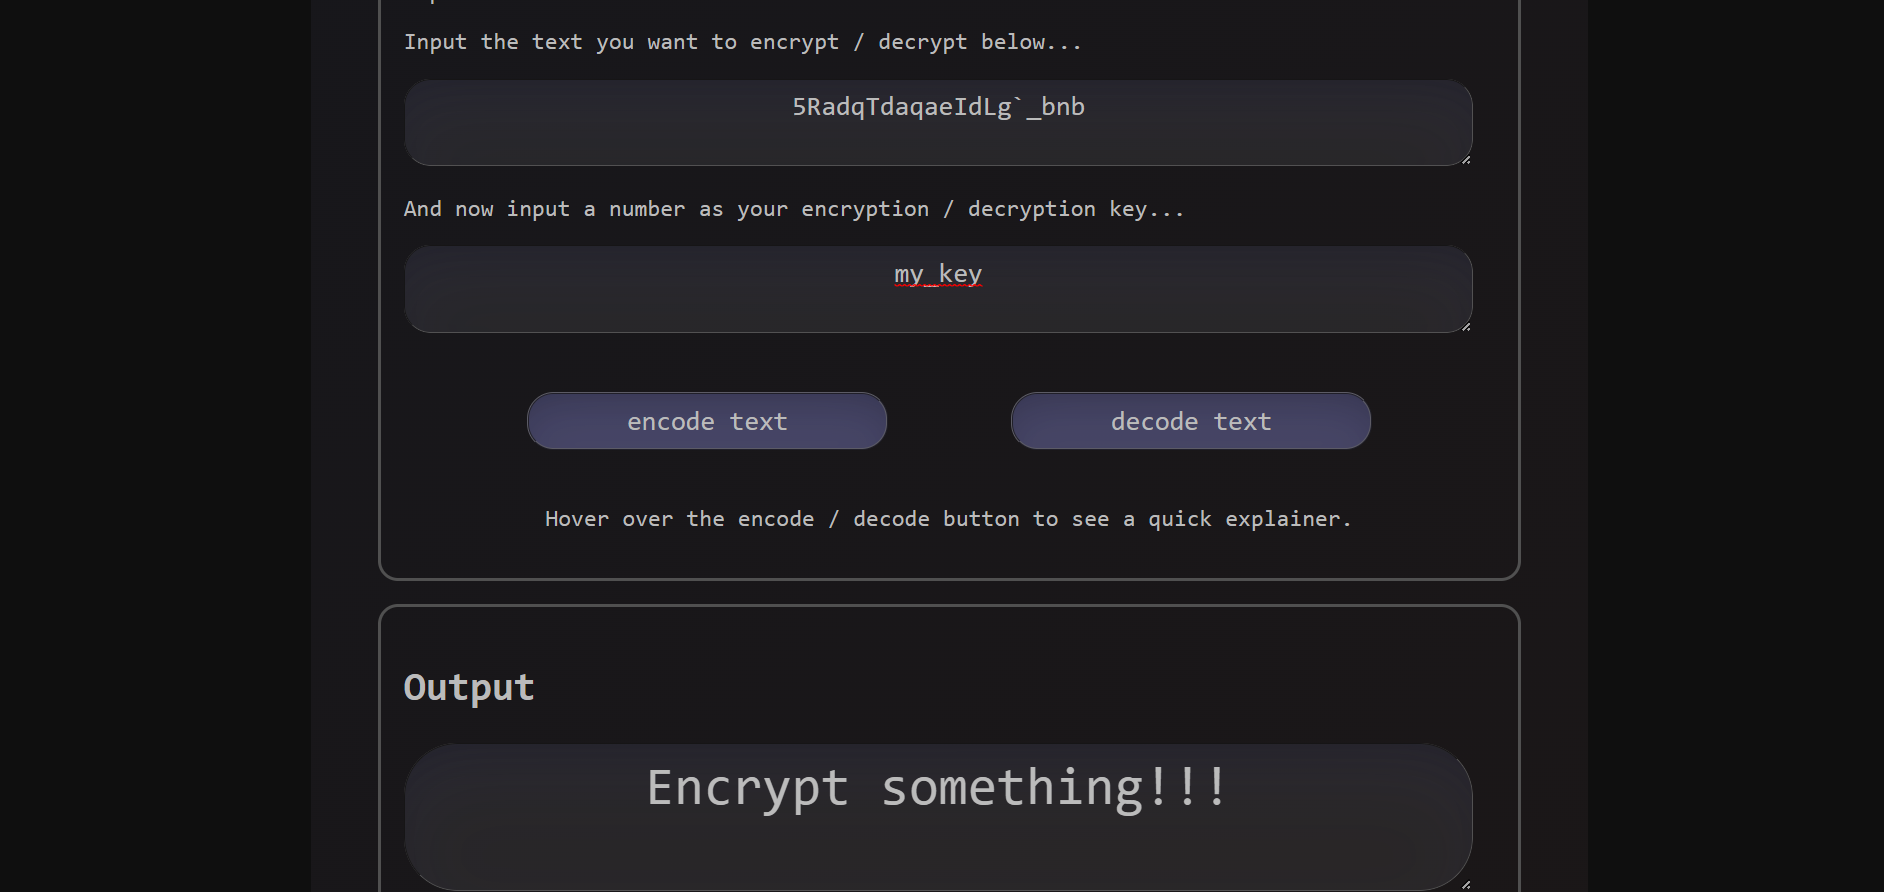 Input the text you want to encrypt / decrypt below...
5RadqTdaqaeIdLg`_bnb
And now input a number as your encryption / decryption key...
my_key
encode text
decode text
Hover over the encode / decode button to see a quick explainer.
Output
Encrypt something!!!